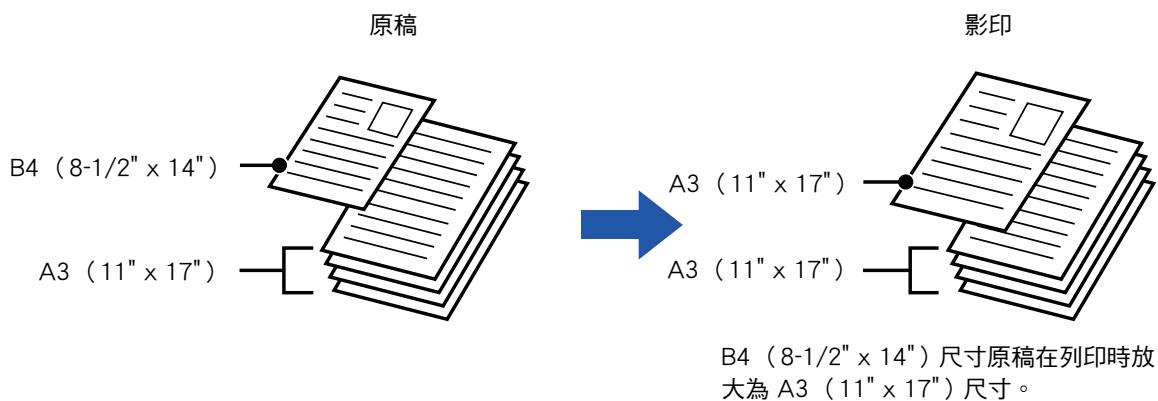 原稿
影印
B4 （8-1/2" x 14"）
A3 （11" x 17"）
A3 （11" x 17"）
A3 （11" x 17"）
B4 （8-1/2" x 14"）尺寸原稿在列印時放
大為 A3 （11" x 17"）尺寸。